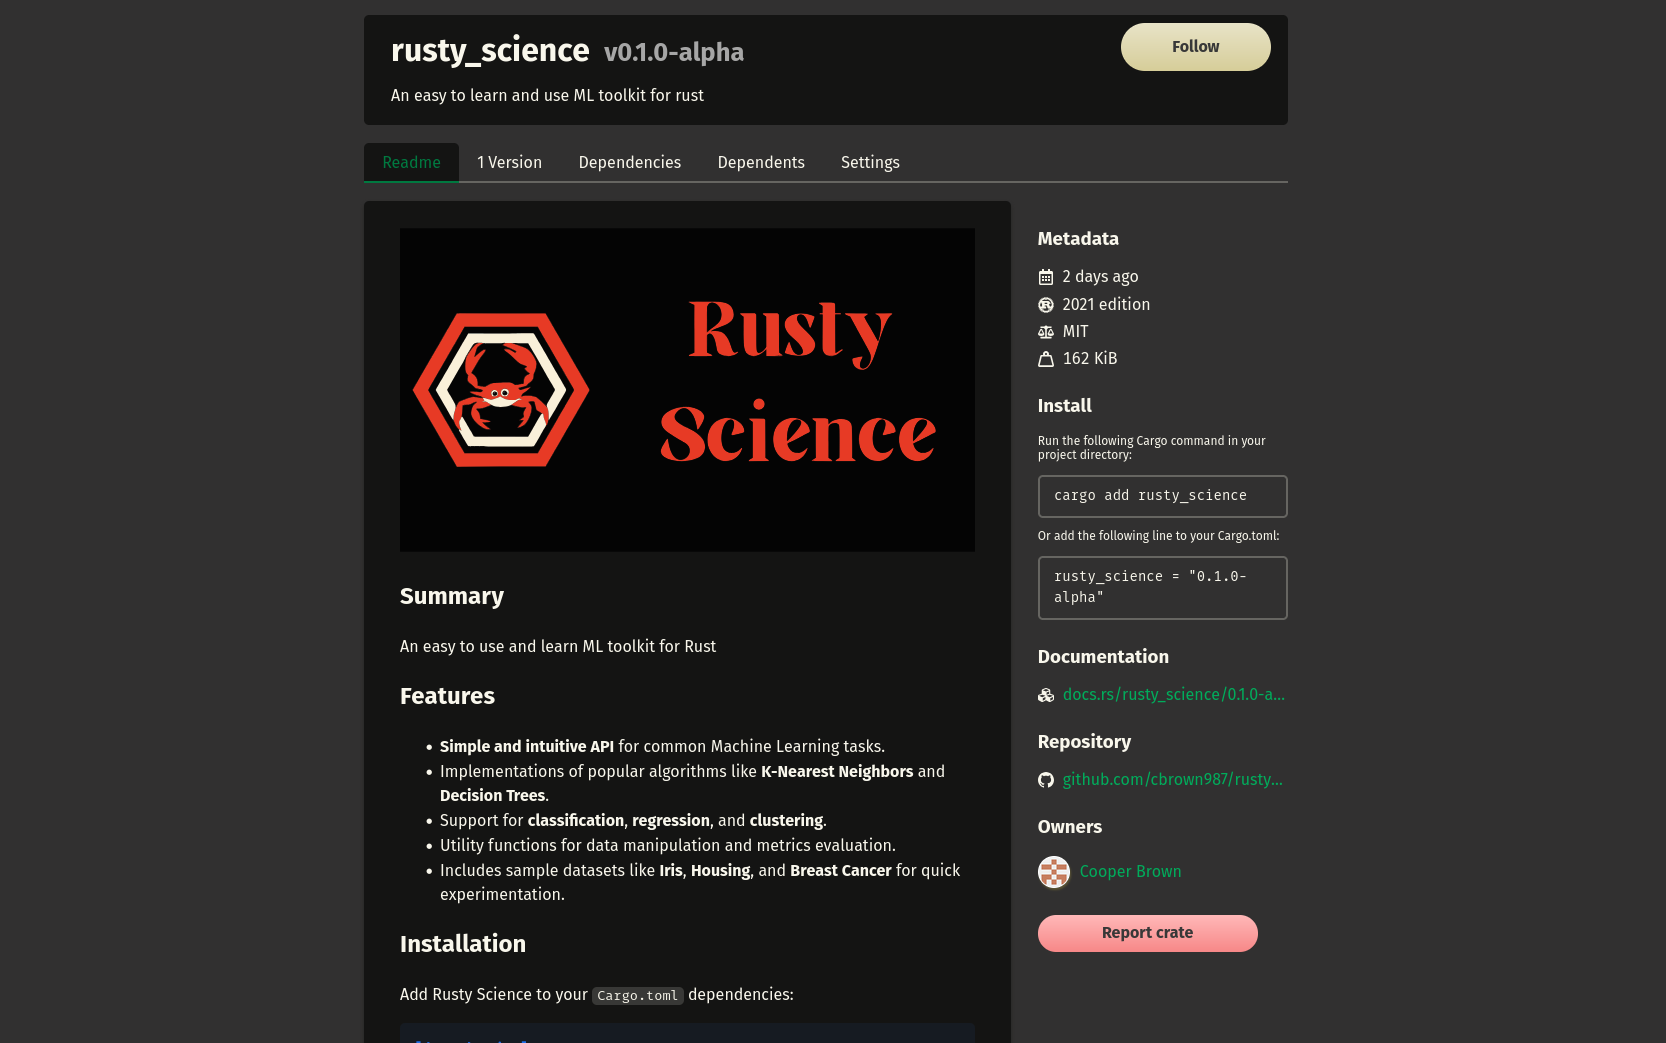 rusty_science v0.1.0-alpha
Follow
An easy to learn and use ML toolkit for rust
Readme
1 Version
Dependencies
Dependents
Settings
Rusty
Science
Summary
An easy to use and learn ML toolkit for Rust
Features
• Simple and intuitive API for common Machine Learning tasks.
• Implementations of popular algorithms like K-Nearest Neighbors and
Decision Trees.
• Support for classification, regression, and clustering.
• Utility functions for data manipulation and metrics evaluation.
• Includes sample datasets like Iris, Housing, and Breast Cancer for quick
experimentation.
Installation
Add Rusty Science to your Cargo.toml dependencies:
Metadata
2 days ago
2021 edition
MIT
162 KiB
Install
Run the following Cargo command in your
project directory:
cargo add rusty_science
Or add the following line to your Cargo.toml:
rusty_science = "0.1.0-
alpha"
Documentation
docs.rs/rusty_science/0.1.0-a...
Repository
github.com/cbrown987/rusty...
Owners
Cooper Brown
Report crate